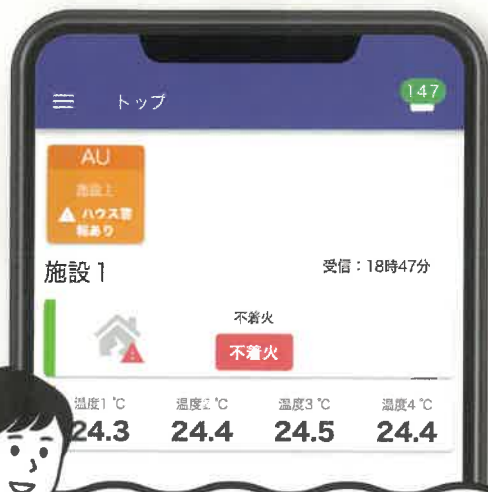 トップ
147
AU
施設1
ハウス警
報あり
施設1
受信：18時47分
不着火
不着火
温度1 ℃
温度2 ℃
温度3 ℃
温度4 ℃
24.3
24.4
24.5
24.4